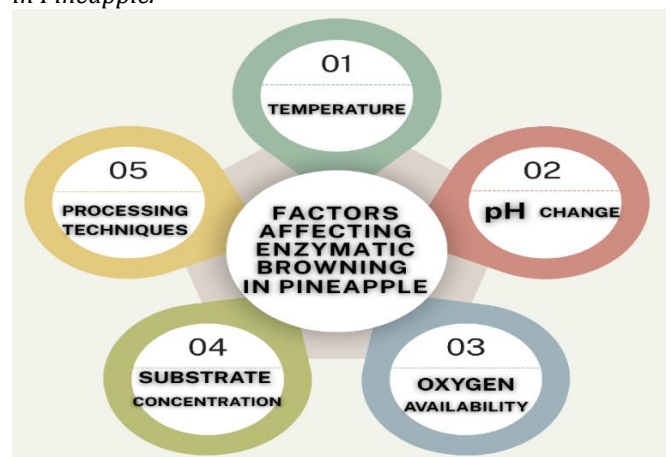 in Pineapple.
01
TEMPERATURE
02
pH CHANGE
03
OXYGEN
AVAILABILITY
04
SUBSTRATE
CONCENTRATION
05
PROCESSING
TECHNIQUES
FACTORS
AFFECTING
ENZYMATIC
BROWNING
IN PINEAPPLE